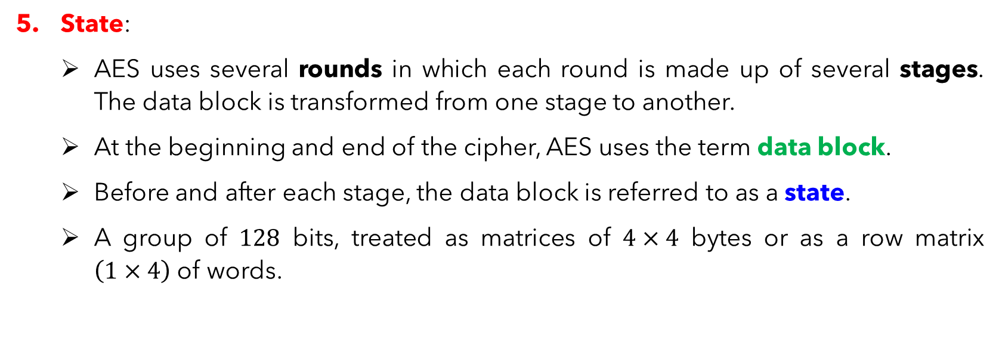 5. State:
➢ AES uses several rounds in which each round is made up of several stages.
The data block is transformed from one stage to another.
➢ At the beginning and end of the cipher, AES uses the term data block.
➢ Before and after each stage, the data block is referred to as a state.
➢ A group of 128 bits, treated as matrices of 4 × 4 bytes or as a row matrix
(1 × 4) of words.